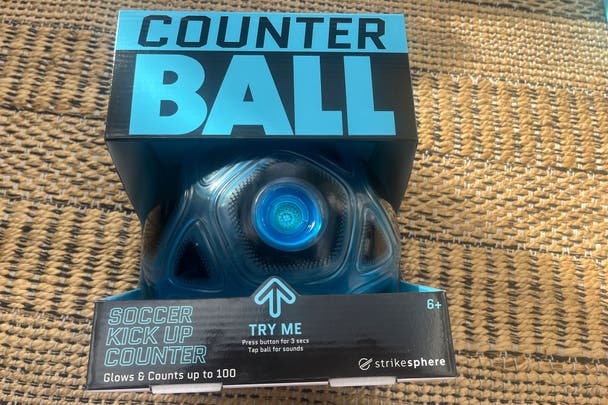 COUNTER
BALL
SOCCER
KICK UP
COUNTER
Glows & Counts up to 100
TRY ME
Press button for 3 secs
Tap ball for sounds
6+
strikesphere